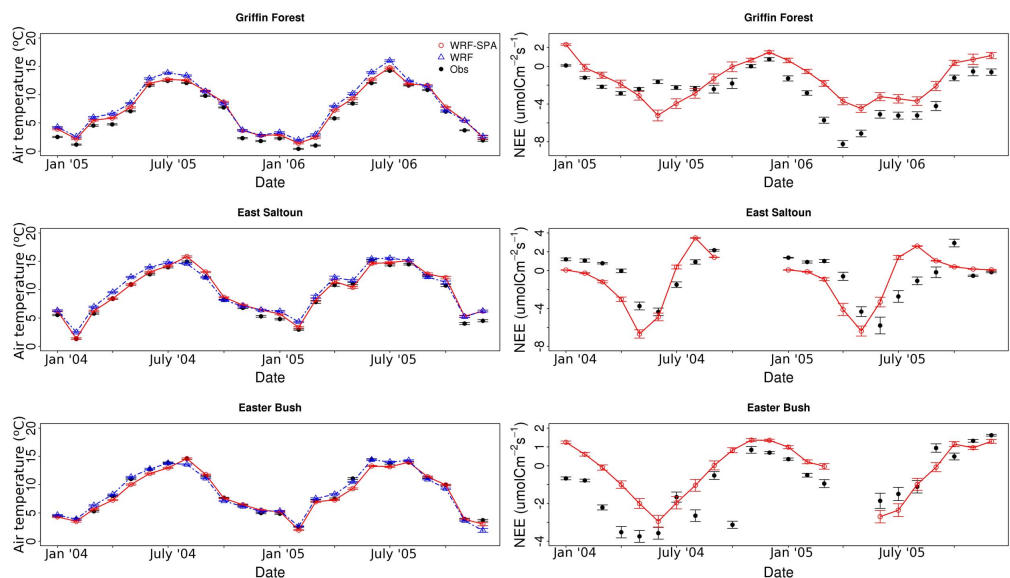 Griffin Forest
Air temperature (ºC)
20
15
10
5
0
WRF-SPA
WRF
Obs
Jan '05
July '05
Jan '06
July '06
Date
Griffin Forest
NEE (umolCm−2s−1)
2
0
-4
-8
Jan '05
July '05
Jan '06
July '06
Date
East Saltoun
Air temperature (ºC)
20
15
10
5
0
Jan '04
July '04
Jan '05
July '05
Date
East Saltoun
NEE (umolCm−2s−1)
4
2
0
-4
-8
Jan '04
July '04
Jan '05
July '05
Date
Easter Bush
Air temperature (ºC)
20
15
10
5
0
Jan '04
July '04
Jan '05
July '05
Date
Easter Bush
NEE (umolCm−2s−1)
2
0
-2
-4
Jan '04
July '04
Jan '05
July '05
Date